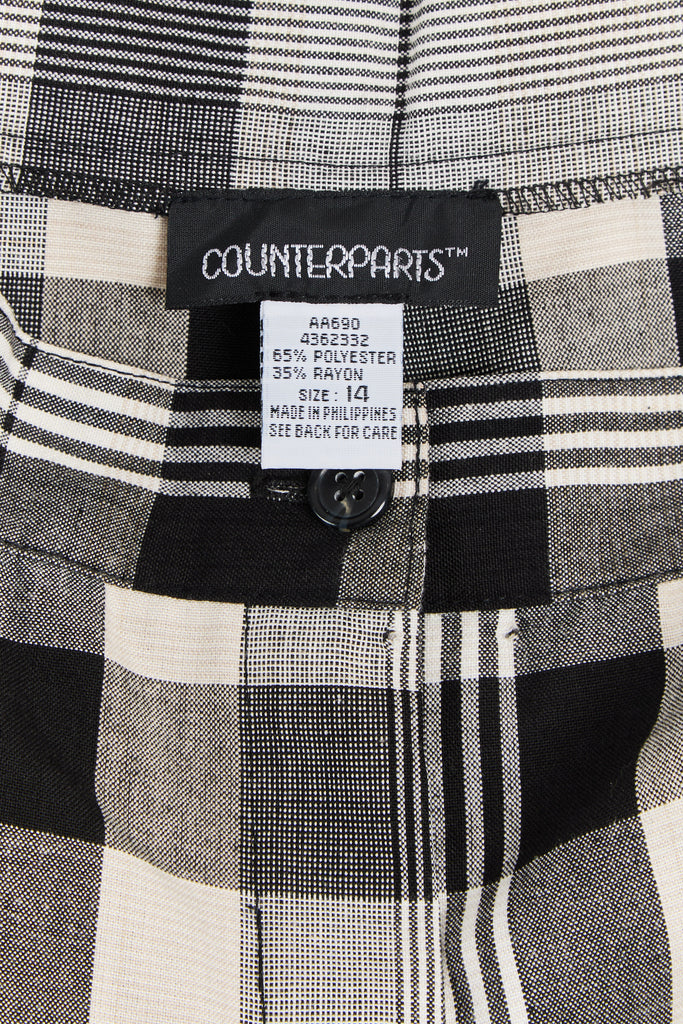 COUNTERPARTS™
AA690
4362332
65% POLYESTER
35% RAYON
SIZE : 14
MADE IN PHILIPPINES
SEE BACK FOR CARE